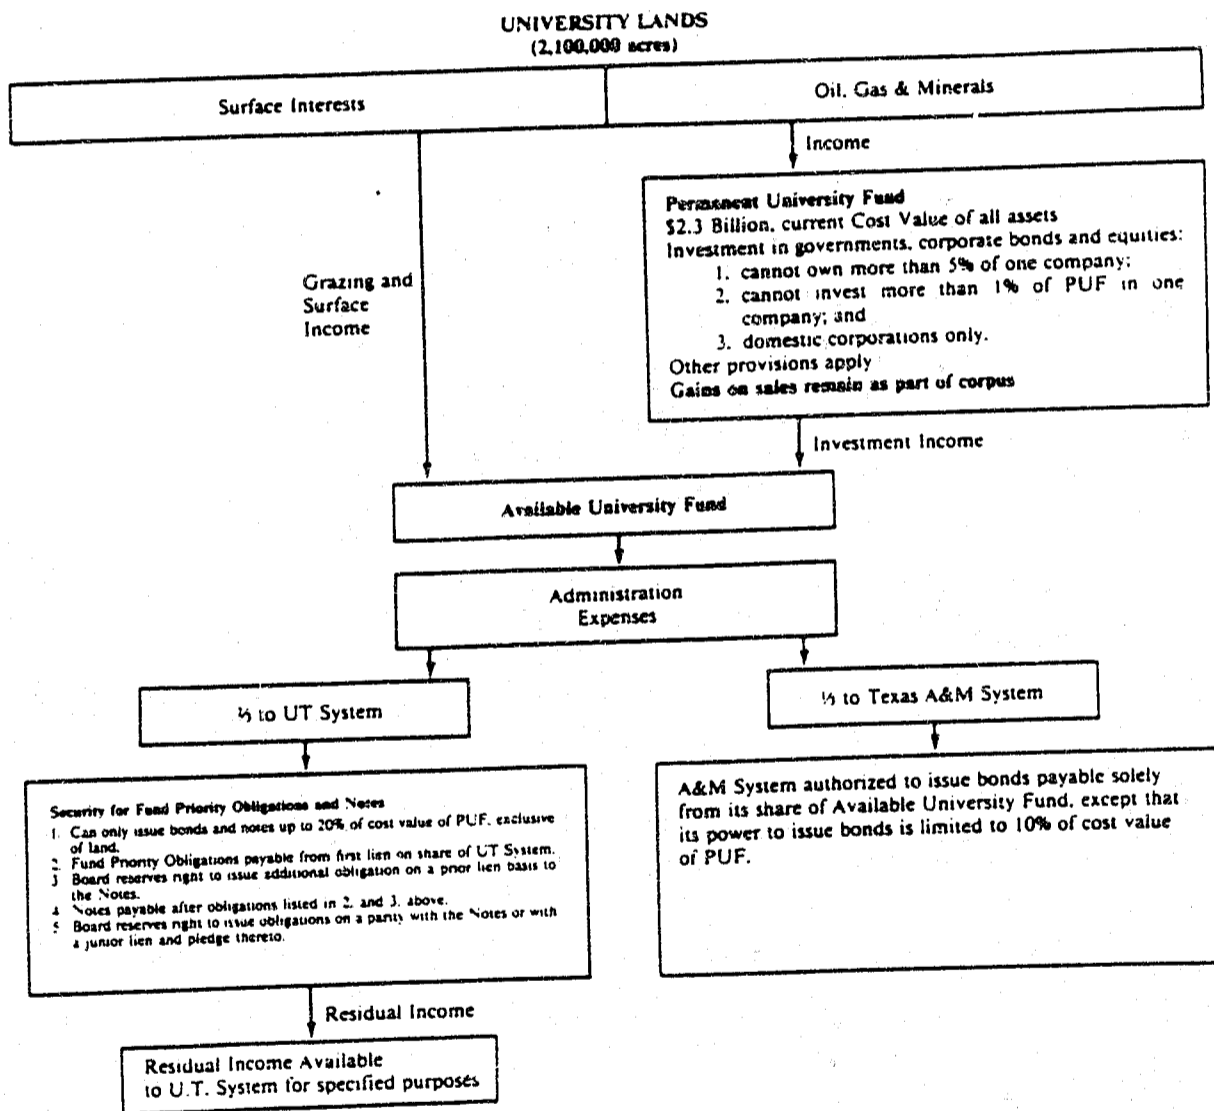 UNIVERSITY LANDS
(2,100,000 acres)
Surface Interests
Oil, Gas & Minerals
Income
Permanent University Fund
$2.3 Billion, current Cost Value of all assets
Investment in governments, corporate bonds and equities:
1. cannot own more than 5% of one company;
2. cannot invest more than 1% of PUF in one
company; and
3. domestic corporations only.
Other provisions apply
Gains on sales remain as part of corpus
Grazing and
Surface
Income
Investment Income
Available University Fund
Administration
Expenses
⅔ to UT System
⅓ to Texas A&M System
Security for Fund Priority Obligations and Notes
1. Can only issue bonds and notes up to 20% of cost value of PUF, exclusive
of land.
2. Fund Priority Obligations payable from first lien on share of UT System.
3 Board reserves right to issue additional obligation on a prior lien basis to
the Notes.
4 Notes payable after obligations listed in 2. and 3. above.
5 Board reserves right to issue obligations on a parity with the Notes or with
a junior lien and pledge thereto.
A&M System authorized to issue bonds payable solely
from its share of Available University Fund, except that
its power to issue bonds is limited to 10% of cost value
of PUF.
Residual Income
Residual Income Available
to U.T. System for specified purposes